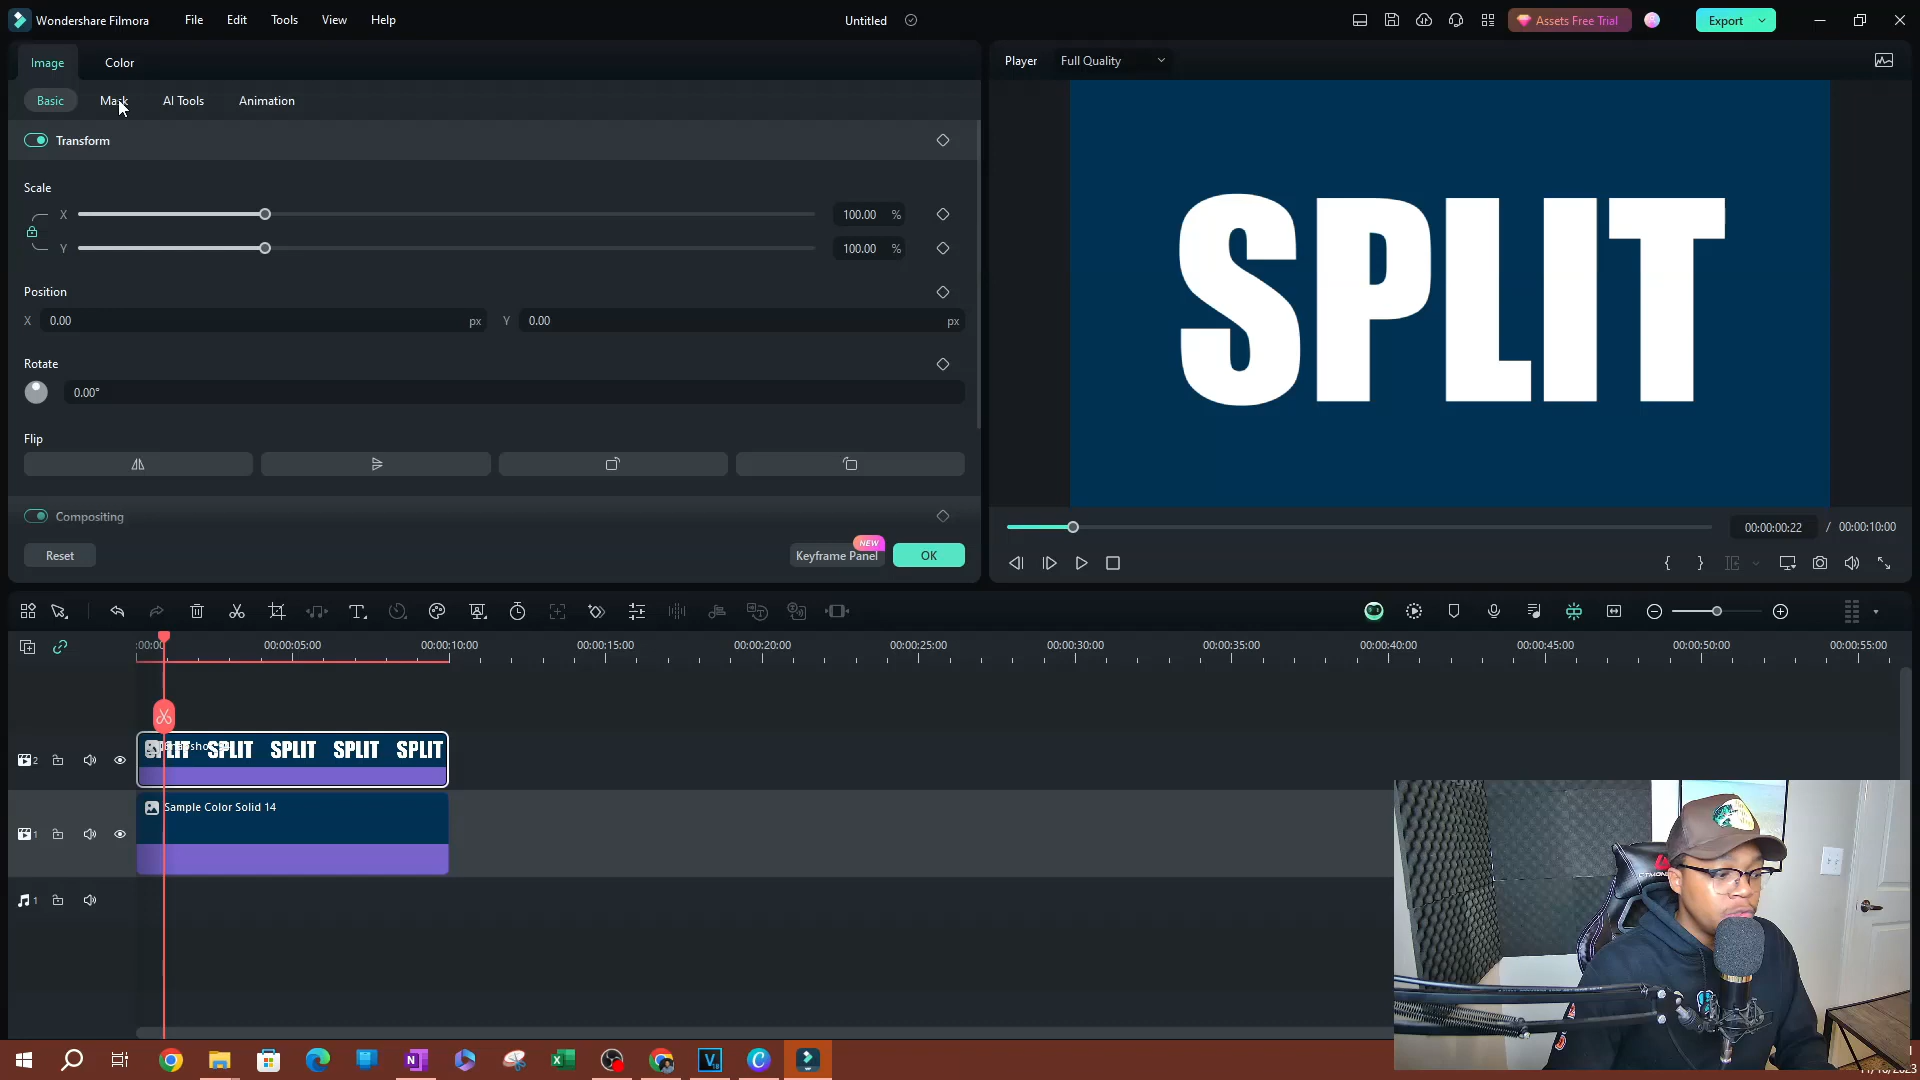 Wondershare Filmora File Edit Tools View Help Untitled Assets Free Trial Export
Image Color
Player Full Quality
Basic Mask AI Tools Animation
Transform
Scale
X 100.00 %
Y 100.00 %
Position
X 0.00 px Y 0.00 px
Rotate
0.00°
Flip
Compositing
Reset Keyframe Panel NEW OK
SPLIT
00:00:00:22 / 00:00:10:00
:00:00 00:00:05:00 00:00:10:00 00:00:15:00 00:00:20:00 00:00:25:00 00:00:30:00 00:00:35:00 00:00:40:00 00:00:45:00 00:00:50:00 00:00:55:00
2 SPLIT SPLIT SPLIT SPLIT SPLIT
1 Sample Color Solid 14
1